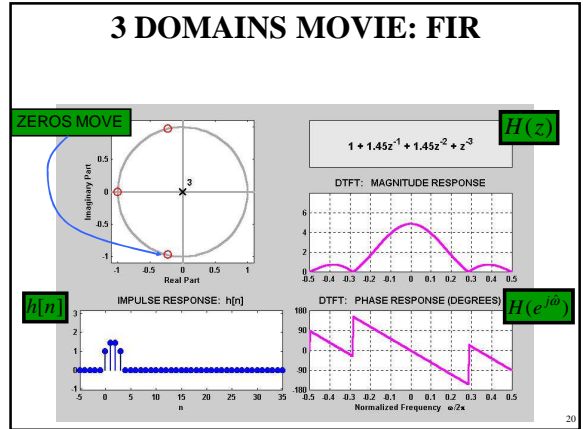 3 DOMAINS MOVIE: FIR
ZEROS MOVE
H(z)
1 + 1.45z⁻¹ + 1.45z⁻² + z⁻³
Imaginary Part
1
0.5
0
-0.5
-1
3
-1 -0.5 0 0.5 1
Real Part
DTFT: MAGNITUDE RESPONSE
6
4
2
0
-0.5 -0.4 -0.3 -0.2 -0.1 0 0.1 0.2 0.3 0.4 0.5
h[n]
IMPULSE RESPONSE: h[n]
3
2
1
0
-1
-5 0 5 10 15 20 25 30 35
n
DTFT: PHASE RESPONSE (DEGREES)
H(e^{jω̂})
180
90
0
-90
-180
-0.5 -0.4 -0.3 -0.2 -0.1 0 0.1 0.2 0.3 0.4 0.5
Normalized Frequency ω/2π
20